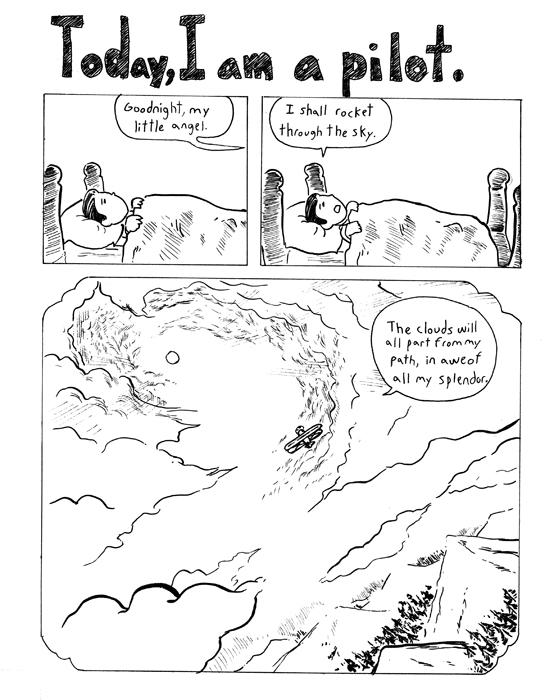 Today, I am a pilot.
Goodnight, my
little angel.
I shall rocket
through the sky.
The clouds will
all part from my
path, in awe of
all my splendor.